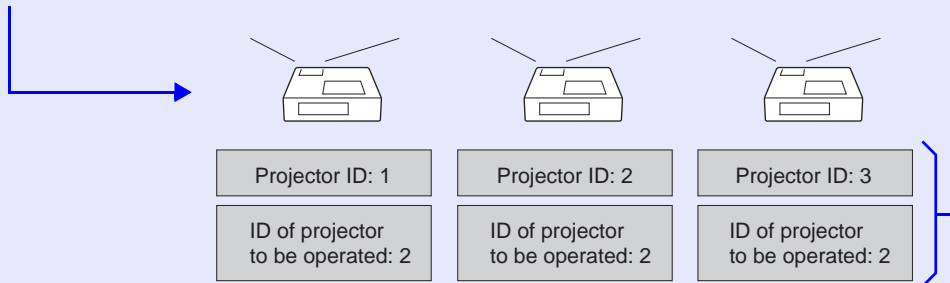 Projector ID: 1
Projector ID: 2
Projector ID: 3
ID of projector
to be operated: 2
ID of projector
to be operated: 2
ID of projector
to be operated: 2